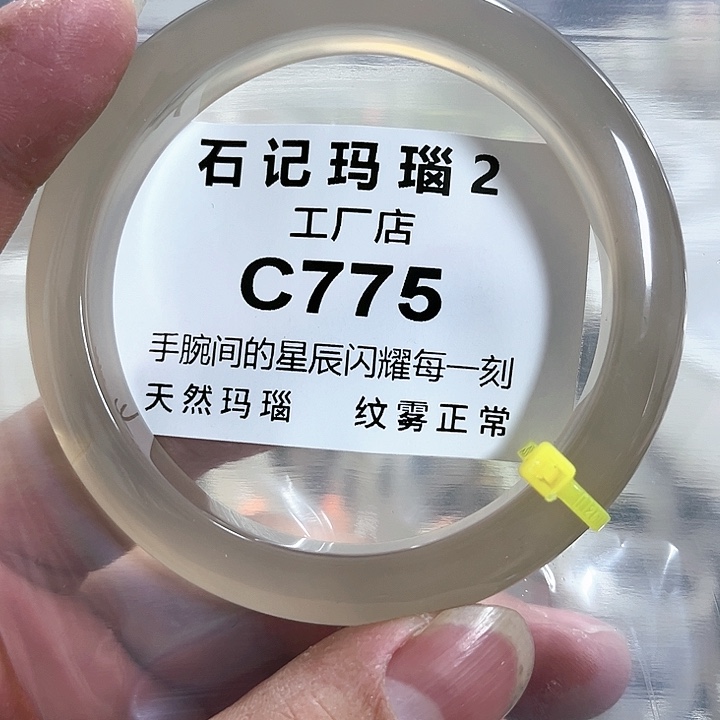 石记玛瑙2
工厂店
C775
手腕间的星辰闪耀每一刻
天然玛瑙 纹雾正常